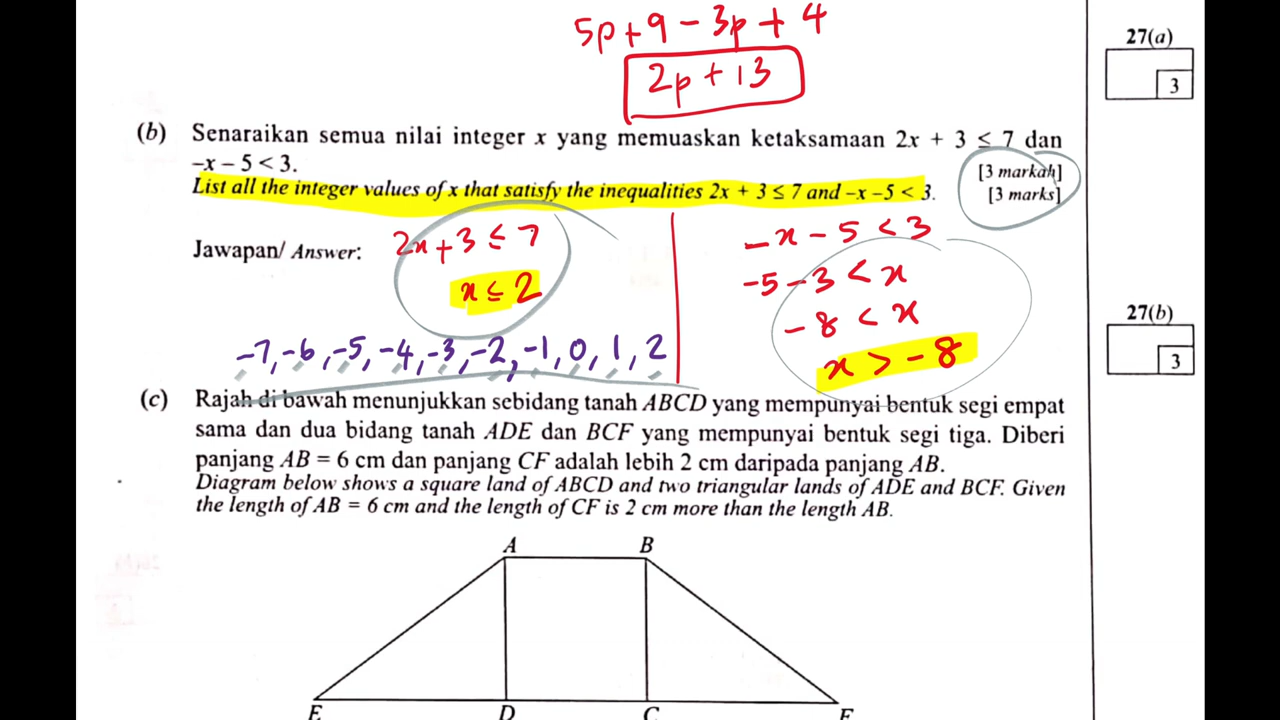 5p+9 − 3p + 4
2p + 13
27(a)
3
(b) Senaraikan semua nilai integer x yang memuaskan ketaksamaan 2x + 3 ≤ 7 dan
–x – 5 < 3.
[3 markah]
List all the integer values of x that satisfy the inequalities 2x + 3 ≤ 7 and –x –5 < 3.
[3 marks]
Jawapan/ Answer:
2x+3 ≤ 7
x ≤ 2
-x - 5 < 3
-5-3 < x
-8 < x
x > -8
-7,-6,-5,-4,-3,-2,-1,0,1,2
27(b)
3
(c) Rajah di bawah menunjukkan sebidang tanah ABCD yang mempunyai bentuk segi empat
sama dan dua bidang tanah ADE dan BCF yang mempunyai bentuk segi tiga. Diberi
panjang AB = 6 cm dan panjang CF adalah lebih 2 cm daripada panjang AB.
Diagram below shows a square land of ABCD and two triangular lands of ADE and BCF. Given
the length of AB = 6 cm and the length of CF is 2 cm more than the length AB.
A B
E D C F